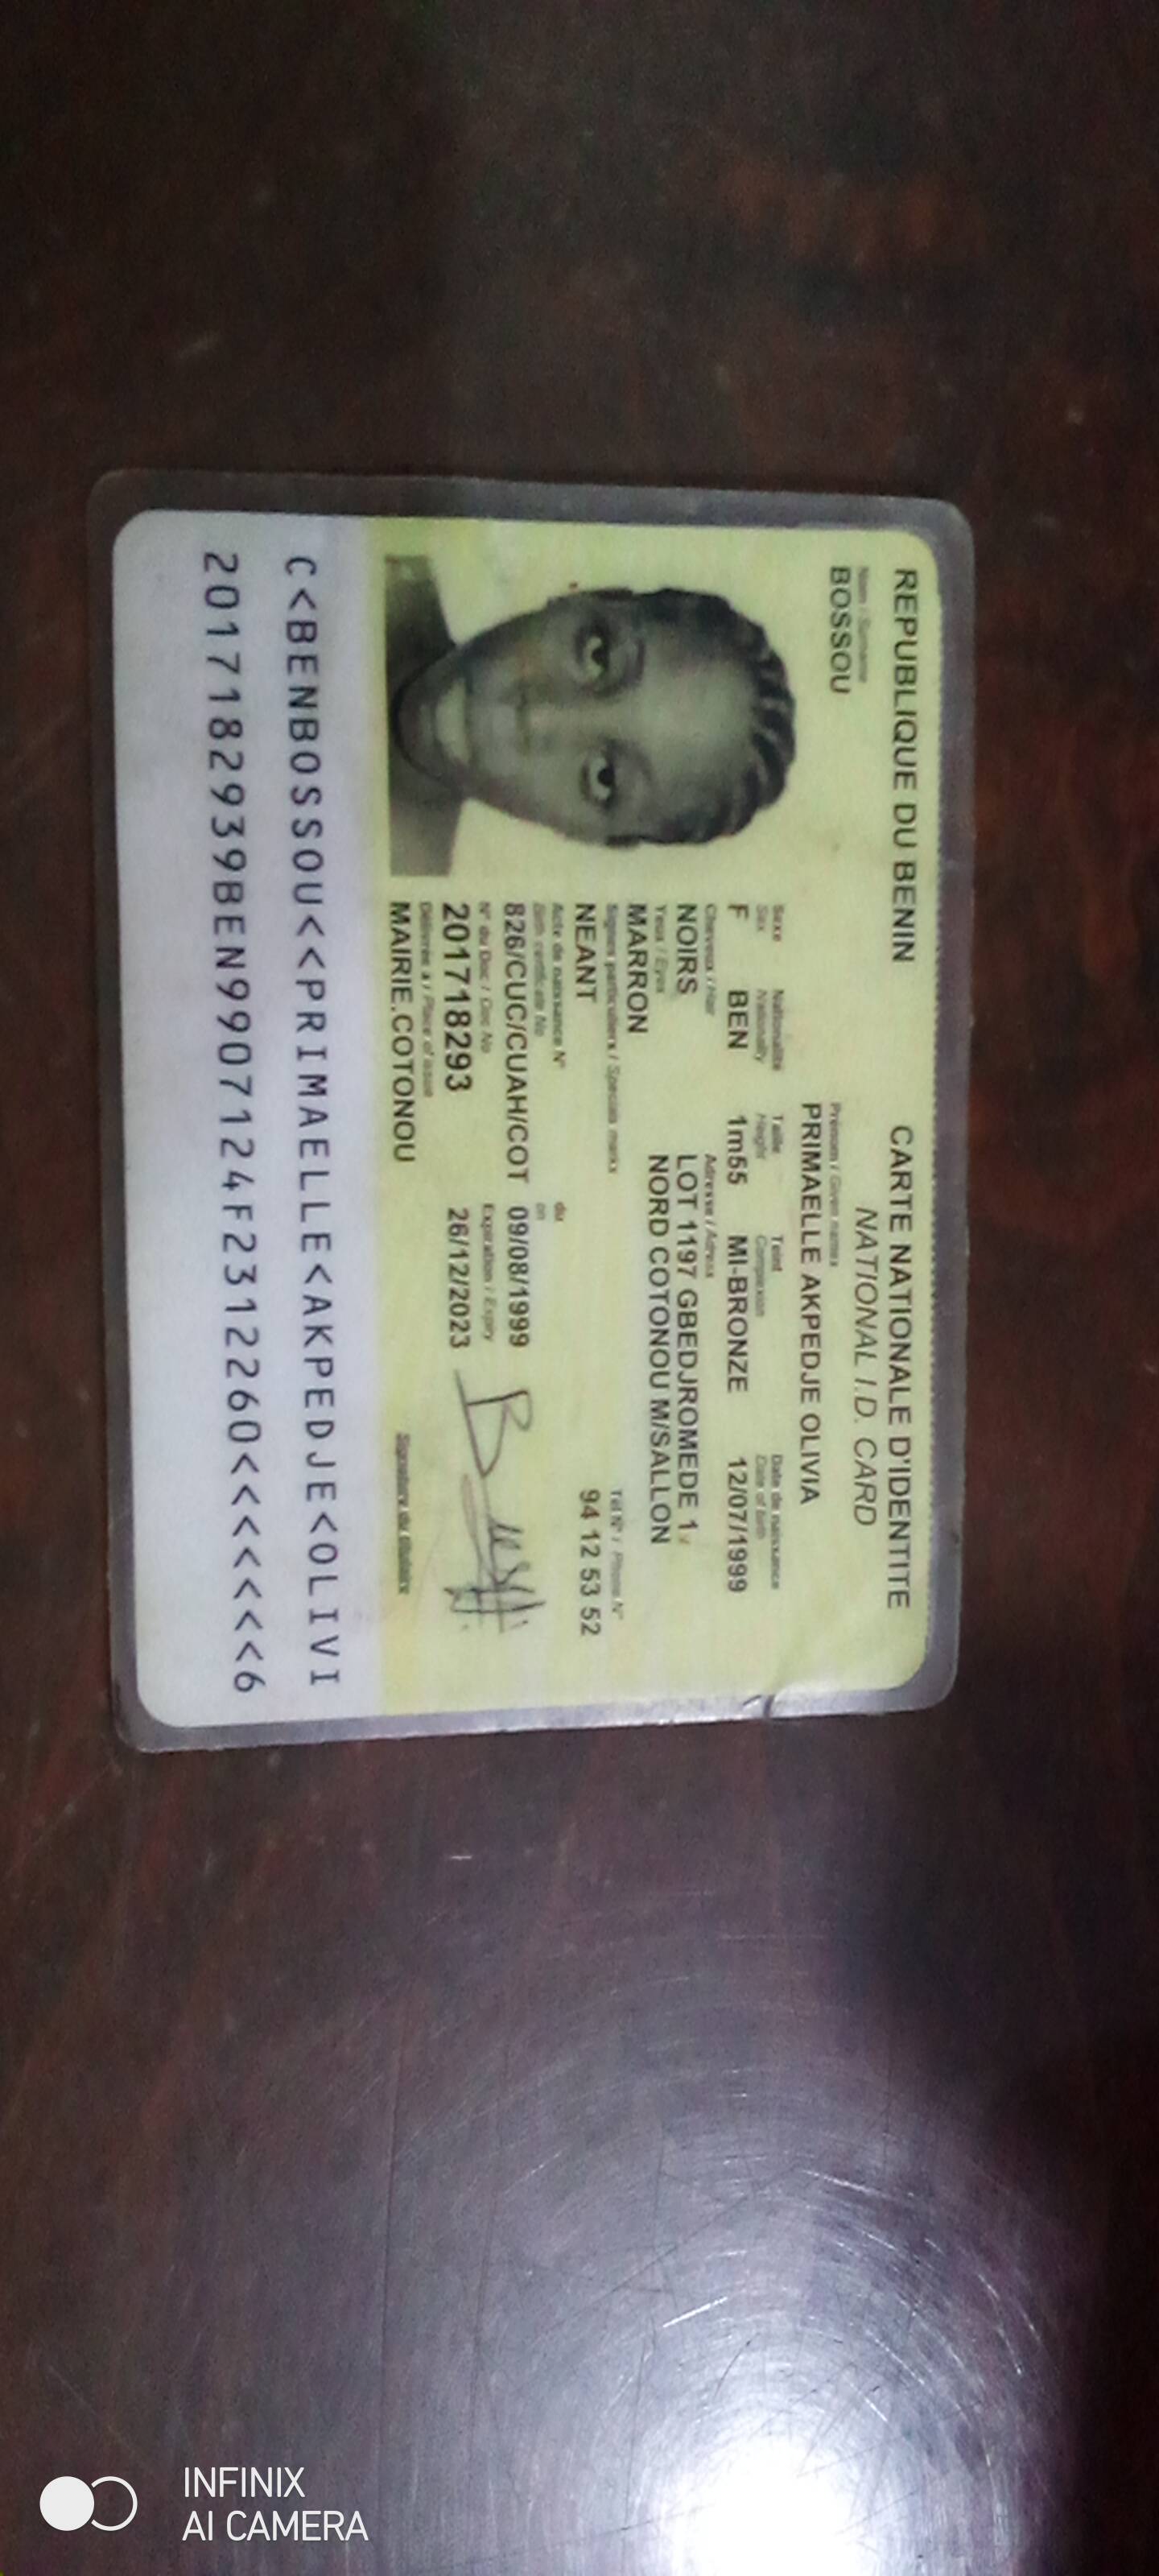 REPUBLIQUE DU BENIN
CARTE NATIONALE D'IDENTITE
NATIONAL I.D. CARD
Nom / Surname
BOSSOU
Prénom / Given names
PRIMAELLE AKPEDJE OLIVIA
Sexe Nationalité Taille Teint Date de naissance
Sex Nationality Height Complexion Date of birth
F BEN 1m55 MI-BRONZE 12/07/1999
Cheveux / Hair
NOIRS
Adresse / Adress
LOT 1197 GBEDJROMEDE 1
NORD COTONOU M/SALLON
Yeux / Eyes
MARRON
Signes particuliers / Specials marks
NEANT
Tél N° / Phone N°
94 12 53 52
Acte de naissance N° du
Birth certificate No on
826/CUC/CUAH/COT 09/08/1999
N° du Doc / Doc No Expiration / Expiry
201718293 26/12/2023
Délivrée à / Place of issue
MAIRIE.COTONOU
Signature du titulaire
C<BENBOSSOU<<PRIMAELLE<AKPEDJE<OLIVI
2017182939BEN9907124F2312260<<<<<<<6
INFINIX
AI CAMERA